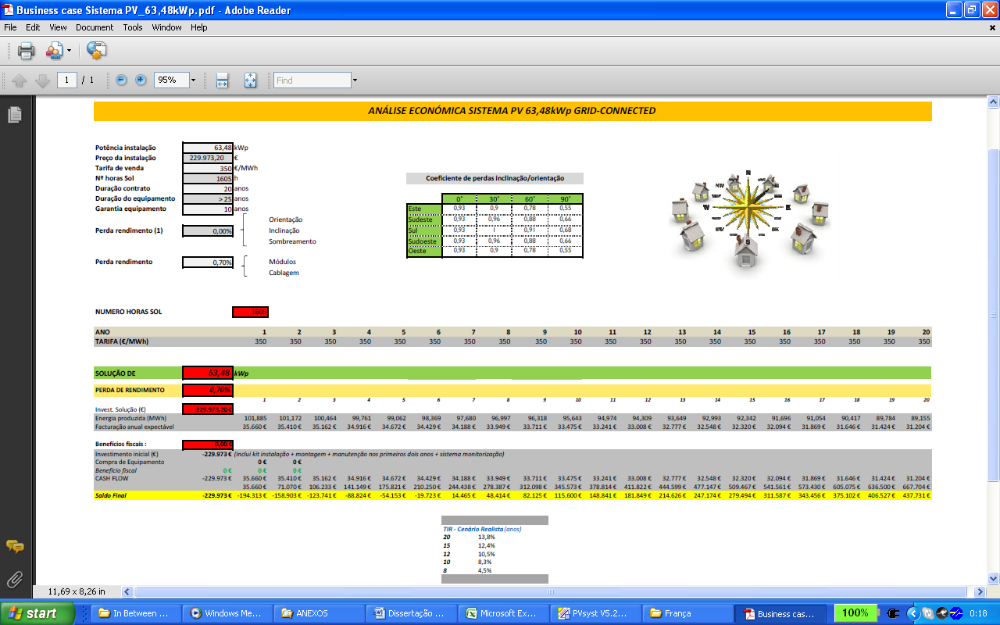 Business case Sistema PV_63,48kWp.pdf - Adobe Reader
File Edit View Document Tools Window Help
1 / 1 95% Find
ANÁLISE ECONÓMICA SISTEMA PV 63,48kWp GRID-CONNECTED
Potência instalação 63,48 kWp
Preço da instalação 229.973,20 €
Tarifa de venda 350 €/MWh
Nº horas Sol 1605 h
Duração contrato 20 anos
Duração do equipamento > 25 anos
Garantia equipamento 10 anos
Perda rendimento (1) 0,00%
Orientação
Inclinação
Sombreamento
Perda rendimento 0,70%
Módulos
Cablagem
Coeficiente de perdas inclinação/orientação
0˚ 30˚ 60˚ 90˚
Este 0,93 0,9 0,78 0,55
Sudeste 0,93 0,96 0,88 0,66
Sul 0,93 1 0,91 0,68
Sudoeste 0,93 0,96 0,88 0,66
Oeste 0,93 0,9 0,78 0,55
N
W E
S
NUMERO HORAS SOL 1605
ANO 1 2 3 4 5 6 7 8 9 10 11 12 13 14 15 16 17 18 19 20
TARIFA (€/MWh) 350 350 350 350 350 350 350 350 350 350 350 350 350 350 350 350 350 350 350 350
SOLUÇÃO DE 63,48 kWp
PERDA DE RENDIMENTO 0,70%
1 2 3 4 5 6 7 8 9 10 11 12 13 14 15 16 17 18 19 20
Invest. Solução (€) 229.973,20 €
Energia produzida (MWh) 101,885 101,172 100,464 99,761 99,062 98,369 97,680 96,997 96,318 95,643 94,974 94,309 93,649 92,993 92,342 91,696 91,054 90,417 89,784 89,155
Facturação anual expectável 35.660 € 35.410 € 35.162 € 34.916 € 34.672 € 34.429 € 34.188 € 33.949 € 33.711 € 33.475 € 33.241 € 33.008 € 32.777 € 32.548 € 32.320 € 32.094 € 31.869 € 31.646 € 31.424 € 31.204 €
Benefícios fiscais : 0,00 €
Investimento inicial (€) -229.973 € (inclui kit instalação + montagem + manutenção nos primeiros dois anos + sistema monitorização)
Compra de Equipamento 0 € 0 €
Benefício fiscal 0 € 0 € 0 €
CASH FLOW -229.973 € 35.660 € 35.410 € 35.162 € 34.916 € 34.672 € 34.429 € 34.188 € 33.949 € 33.711 € 33.475 € 33.241 € 33.008 € 32.777 € 32.548 € 32.320 € 32.094 € 31.869 € 31.646 € 31.424 € 31.204 €
35.660 € 71.070 € 106.233 € 141.149 € 175.821 € 210.250 € 244.438 € 278.387 € 312.098 € 345.573 € 378.814 € 411.822 € 444.599 € 477.147 € 509.467 € 541.561 € 573.430 € 605.075 € 636.500 € 667.704 €
Saldo Final -229.973 € -194.313 € -158.903 € -123.741 € -88.824 € -54.153 € -19.723 € 14.465 € 48.414 € 82.125 € 115.600 € 148.841 € 181.849 € 214.626 € 247.174 € 279.494 € 311.587 € 343.456 € 375.102 € 406.527 € 437.731 €
TIR - Cenário Realista (anos)
20 13,8%
15 12,4%
12 10,5%
10 8,3%
8 4,5%
11,69 x 8,26 in
start In Between ... Windows Me... ANEXOS Dissertação ... Microsoft Ex... PVsyst V5.2... França Business cas... 100% 0:18